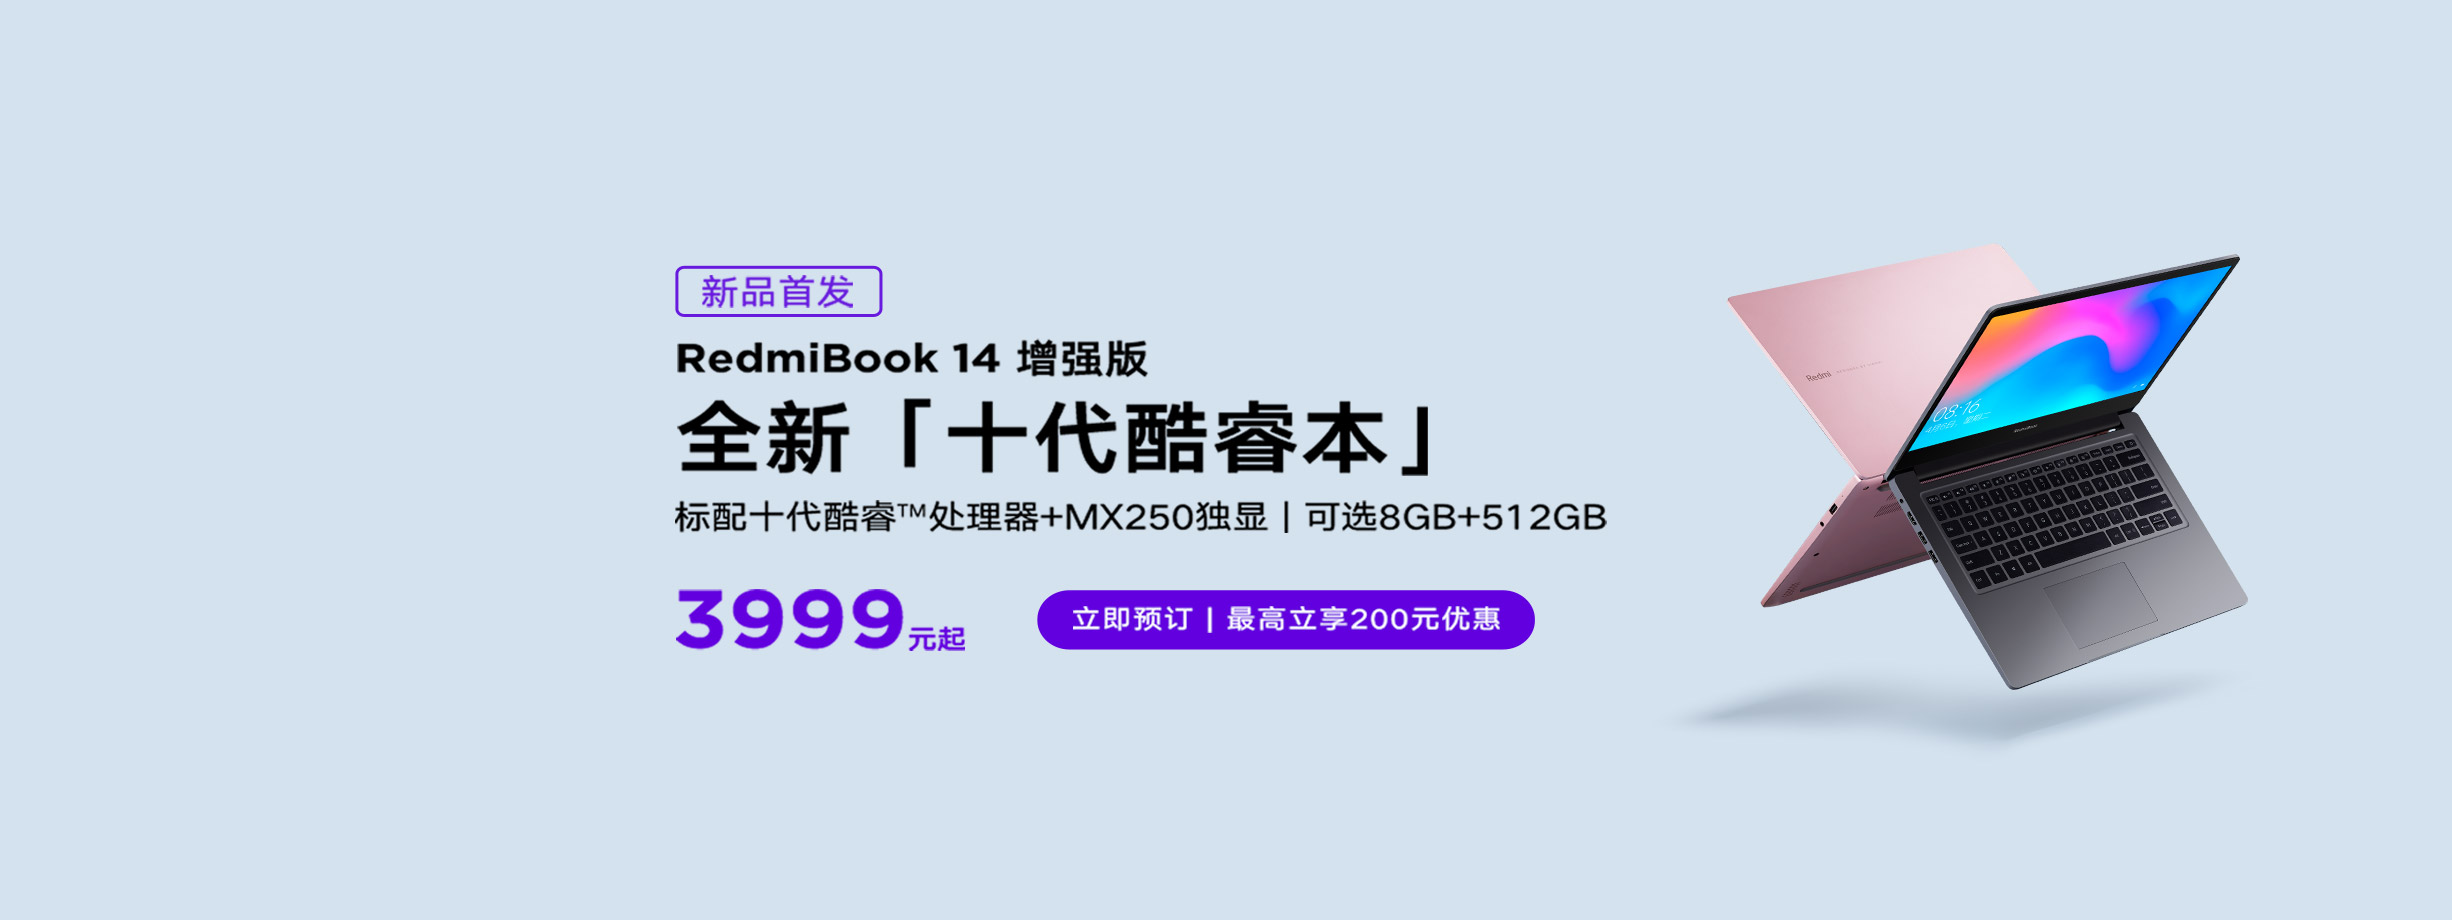 新品首发
RedmiBook 14 增强版
全新「十代酷睿本」
标配十代酷睿™处理器+MX250独显 | 可选8GB+512GB
3999元起
立即预订 | 最高立享200元优惠
Redmi
08:16